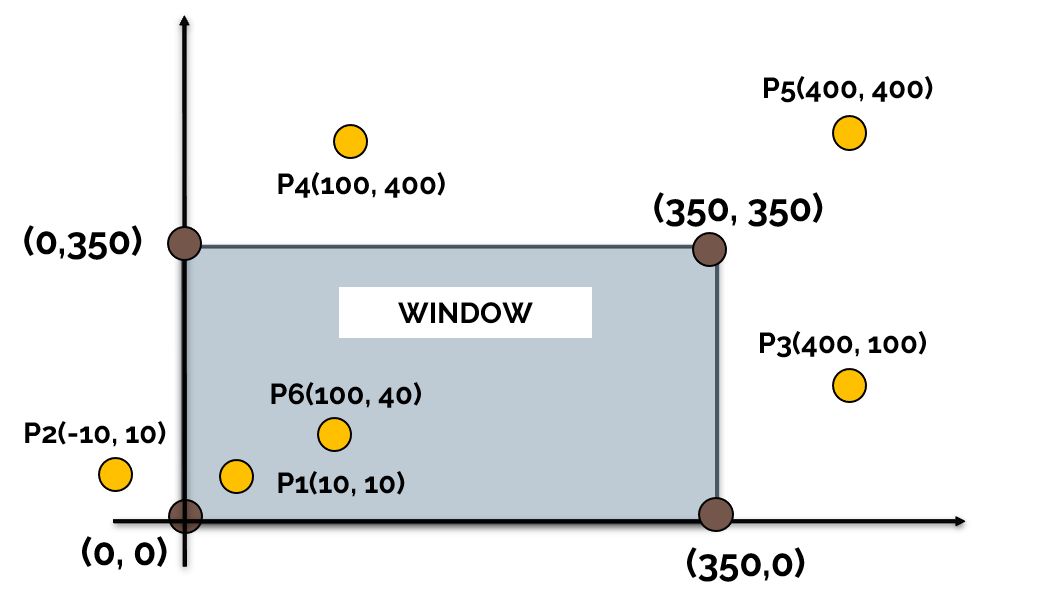 P5(400, 400)
P4(100, 400)
(350, 350)
(0,350)
WINDOW
P3(400, 100)
P6(100, 40)
P2(-10, 10)
P1(10, 10)
(0, 0)
(350,0)